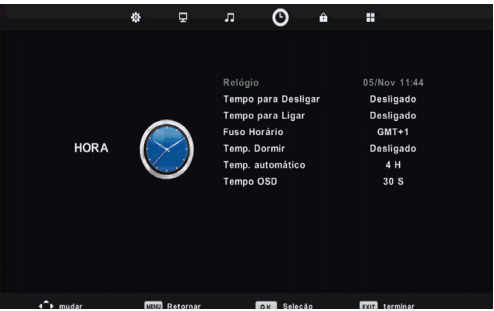 Relógio 05/Nov 11:44
Tempo para Desligar Desligado
Tempo para Ligar Desligado
Fuso Horário GMT+1
HORA
Temp. Dormir Desligado
Temp. automático 4 H
Tempo OSD 30 S
mudar MENU Retornar OK Seleção EXIT terminar